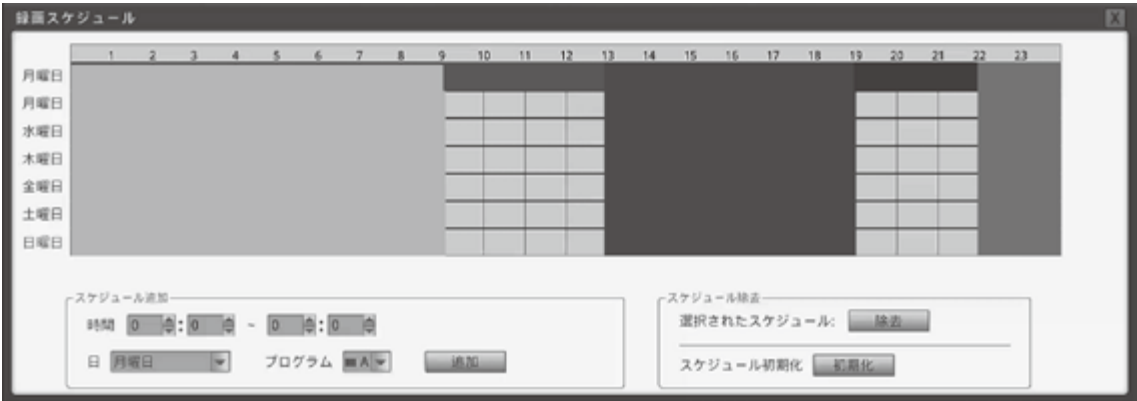 録画スケジュール X
1 2 3 4 5 6 7 8 9 10 11 12 13 14 15 16 17 18 19 20 21 22 23
月曜日
月曜日
水曜日
木曜日
金曜日
土曜日
日曜日
スケジュール追加
時間 0 : 0 ~ 0 : 0
日 月曜日 プログラム A 追加
スケジュール除去
選択されたスケジュール: 除去
スケジュール初期化 初期化